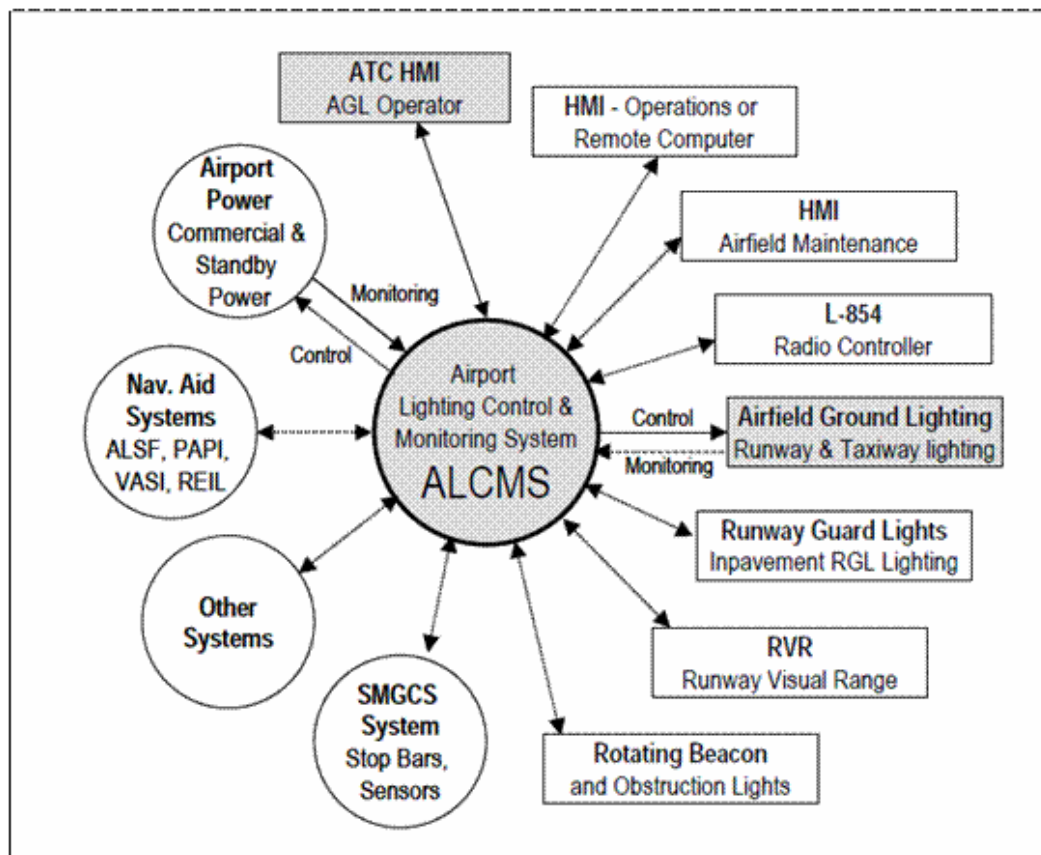 ATC HMI
AGL Operator
HMI - Operations or
Remote Computer
Airport
Power
Commercial &
Standby
Power
HMI
Airfield Maintenance
Monitoring
Control
L-854
Radio Controller
Nav. Aid
Systems
ALSF, PAPI,
VASI, REIL
Airport
Lighting Control &
Monitoring System
ALCMS
Control
Monitoring
Airfield Ground Lighting
Runway & Taxiway lighting
Runway Guard Lights
Inpavement RGL Lighting
Other
Systems
RVR
Runway Visual Range
SMGCS
System
Stop Bars,
Sensors
Rotating Beacon
and Obstruction Lights